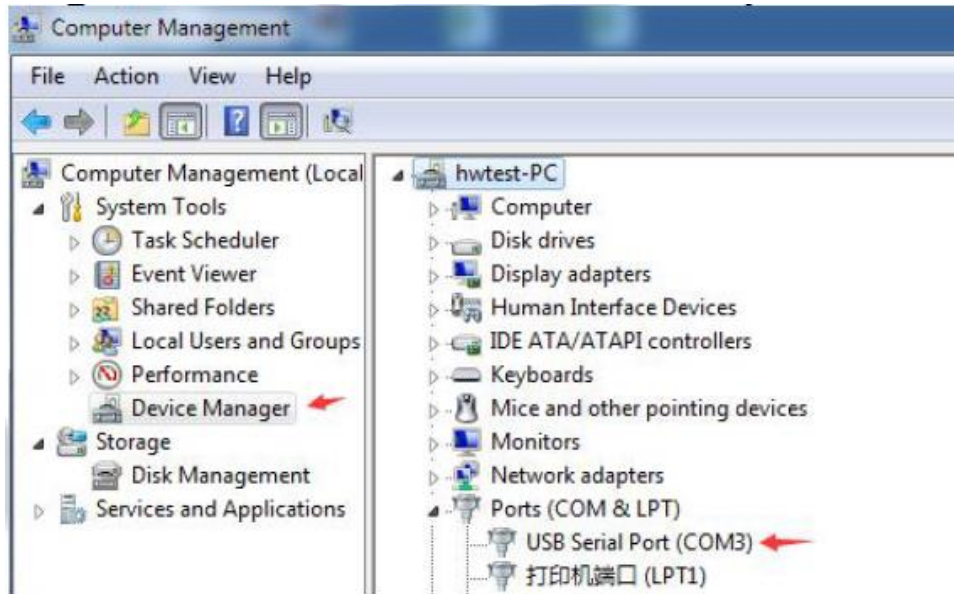 Computer Management
File Action View Help
Computer Management (Local
System Tools
Task Scheduler
Event Viewer
Shared Folders
Local Users and Groups
Performance
Device Manager
Storage
Disk Management
Services and Applications
hwtest-PC
Computer
Disk drives
Display adapters
Human Interface Devices
IDE ATA/ATAPI controllers
Keyboards
Mice and other pointing devices
Monitors
Network adapters
Ports (COM & LPT)
USB Serial Port (COM3)
打印机端口 (LPT1)